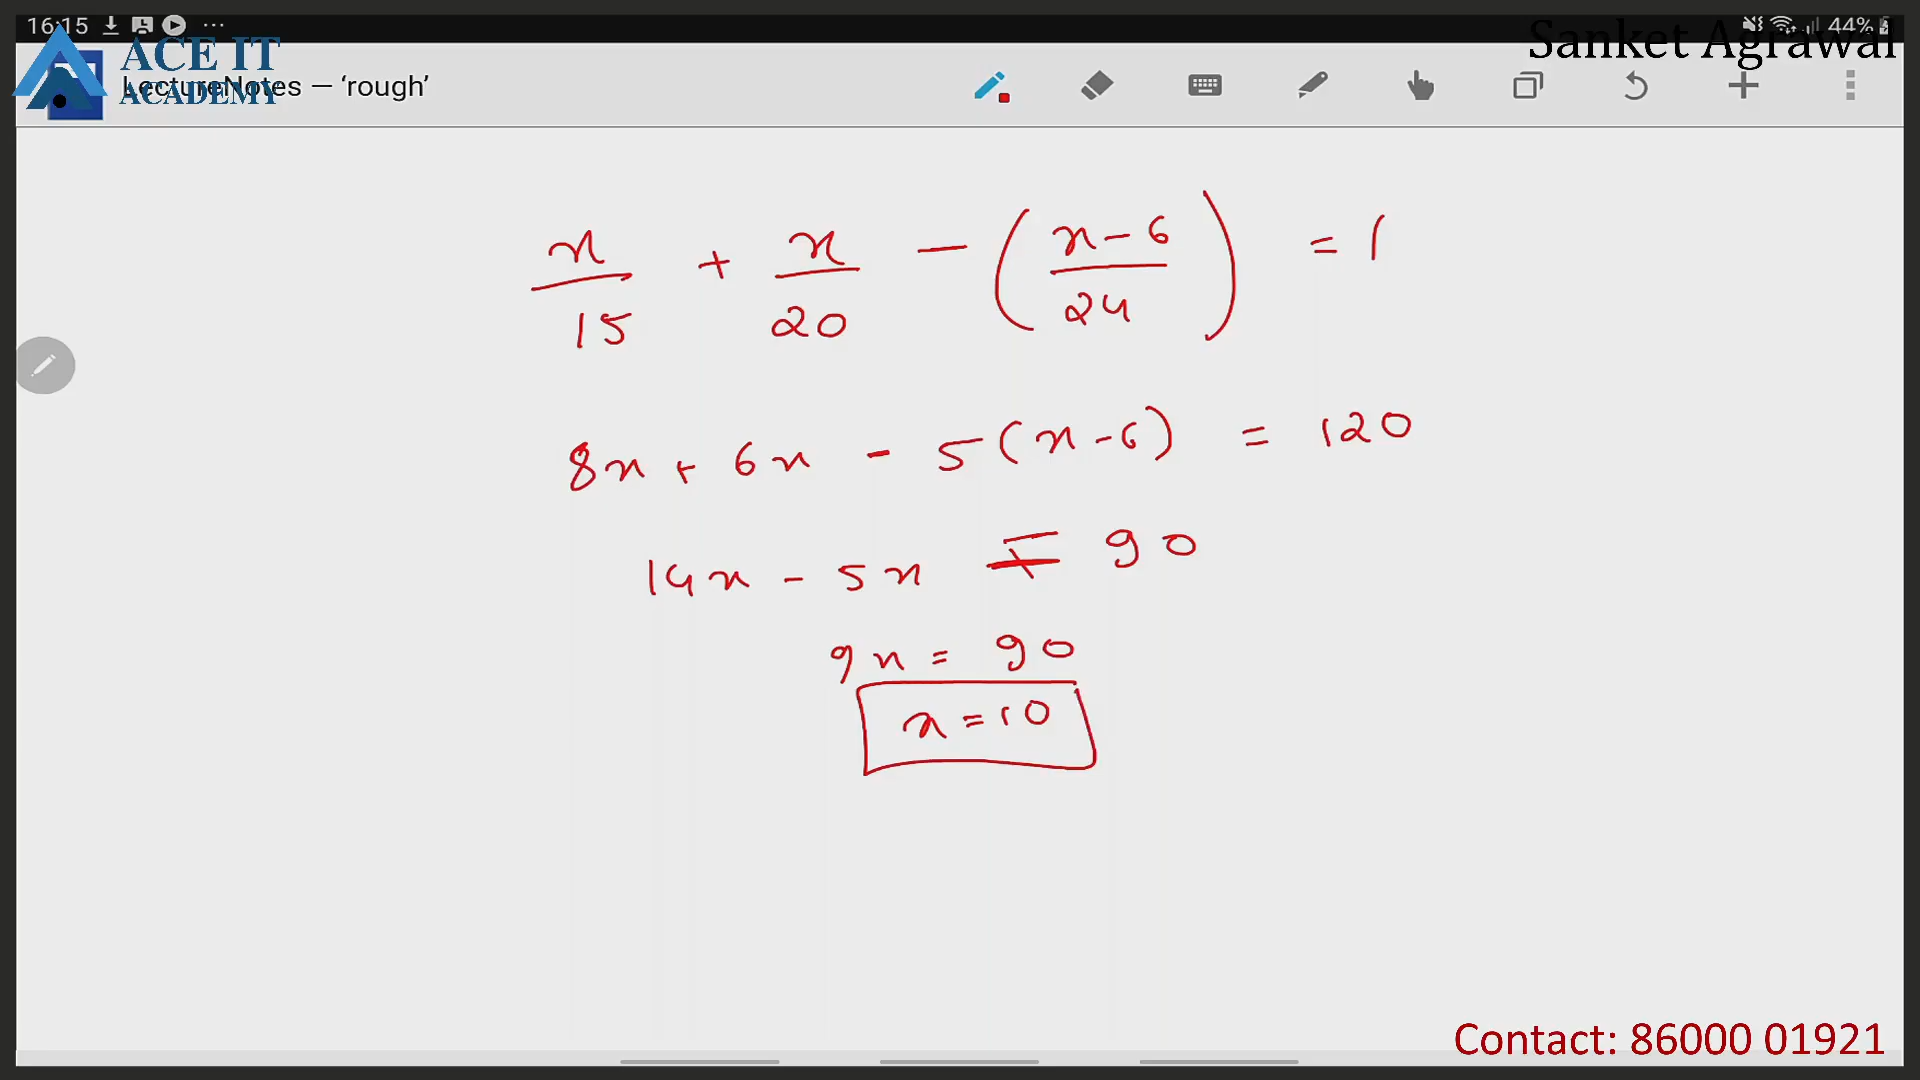 16:15 ... 44%
Sanket Agrawal
ACE IT
ACADEMY
LectureNotes — ‘rough’
x/15 + x/20 − (x−6/24) = 1
8x + 6x - 5(x-6) = 120
14x - 5x = 90
9x = 90
x = 10
Contact: 86000 01921